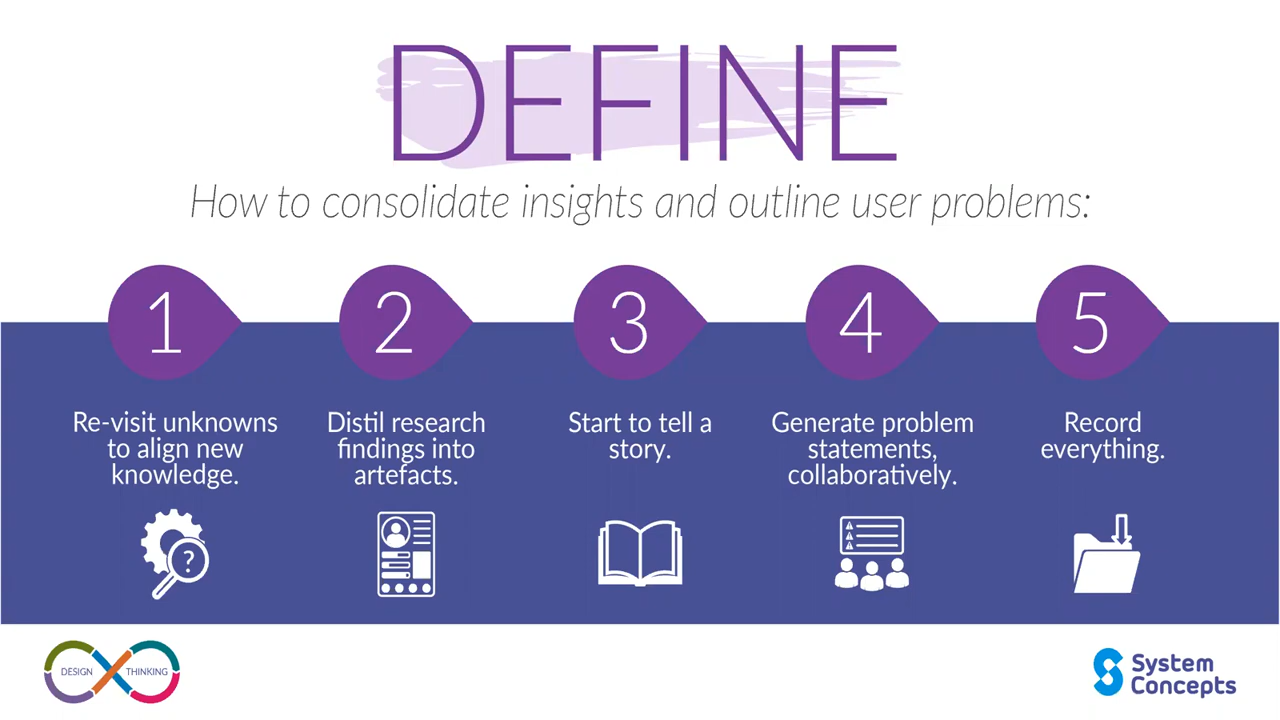 DEFINE
How to consolidate insights and outline user problems:
1
Re-visit unknowns
to align new
knowledge.
?
2
Distil research
findings into
artefacts.
3
Start to tell a
story.
4
Generate problem
statements,
collaboratively.
5
Record
everything.
DESIGN THINKING
System
Concepts